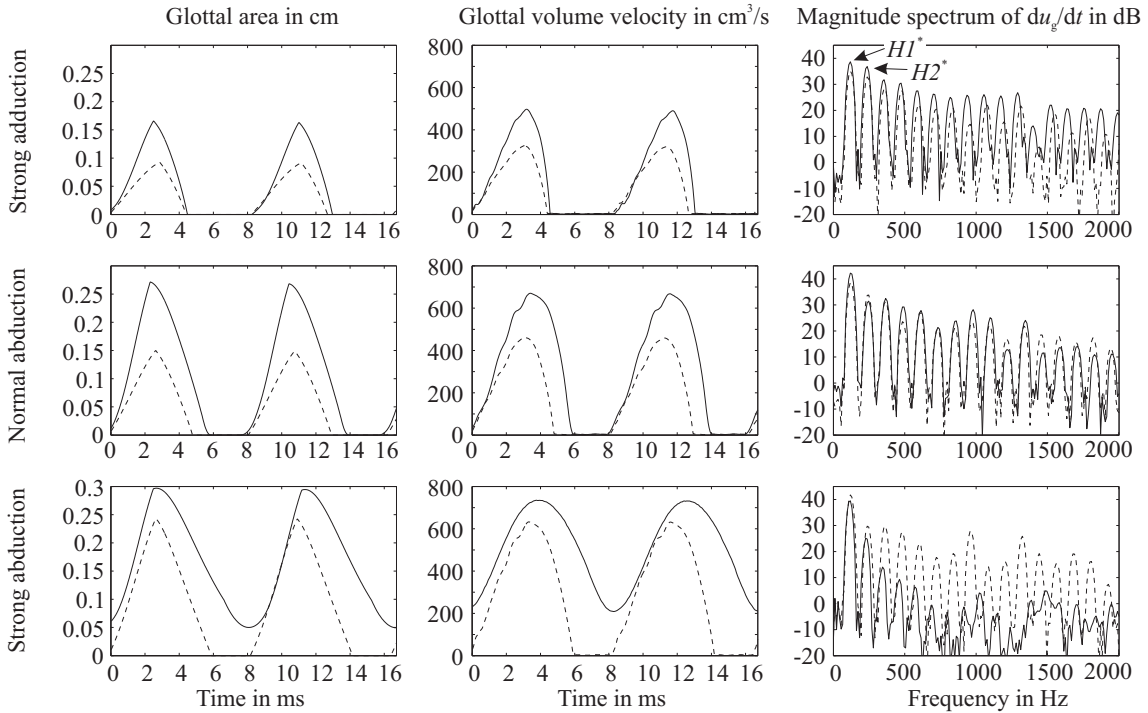 Glottal area in cm
Glottal volume velocity in cm³/s
Magnitude spectrum of du_g/dt in dB
Strong adduction
0.25
0.2
0.15
0.1
0.05
0
0 2 4 6 8 10 12 14 16
800
600
400
200
0
0 2 4 6 8 10 12 14 16
H1*
H2*
40
30
20
10
0
-10
-20
0 500 1000 1500 2000
Normal abduction
0.25
0.2
0.15
0.1
0.05
0
0 2 4 6 8 10 12 14 16
800
600
400
200
0
0 2 4 6 8 10 12 14 16
40
30
20
10
0
-10
-20
0 500 1000 1500 2000
Strong abduction
0.3
0.25
0.2
0.15
0.1
0.05
0
0 2 4 6 8 10 12 14 16
Time in ms
800
600
400
200
0
0 2 4 6 8 10 12 14 16
Time in ms
40
30
20
10
0
-10
-20
0 500 1000 1500 2000
Frequency in Hz